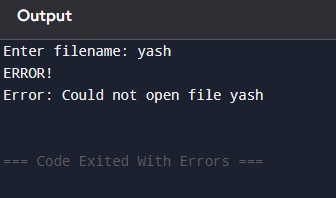 Output
Enter filename: yash
ERROR!
Error: Could not open file yash
=== Code Exited With Errors ===